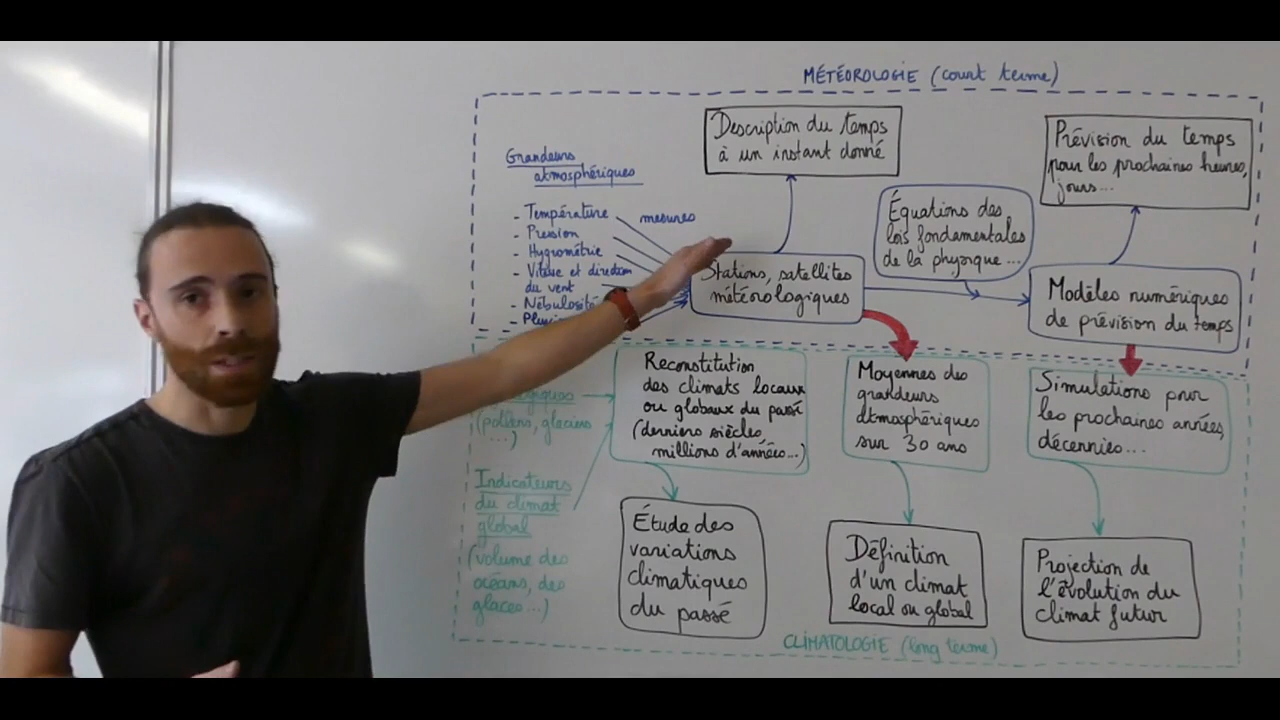 MÉTÉOROLOGIE (court terme)
Grandeurs
atmosphériques
- Température
- Pression
- Hygrométrie
- Vitesse et direction
du vent
- Nébulosité
mesures
Description du temps
à un instant donné
Stations, satellites
météorologiques
Équations des
lois fondamentales
de la physique ...
Prévision du temps
pour les prochaines heures,
jours...
Modèles numériques
de prévision du temps
(pollens, glaciers
...)
Indicateurs
du climat
global
(volume des
océans, des
glaces...)
Reconstitution
des climats locaux
ou globaux du passé
(derniers siècles,
millions d'années...)
Moyennes des
grandeurs
atmosphériques
sur 30 ans
Simulations pour
les prochaines années,
décennies...
Étude des
variations
climatiques
du passé
Définition
d'un climat
local ou global
Projection de
l'évolution du
climat futur
CLIMATOLOGIE (long terme)